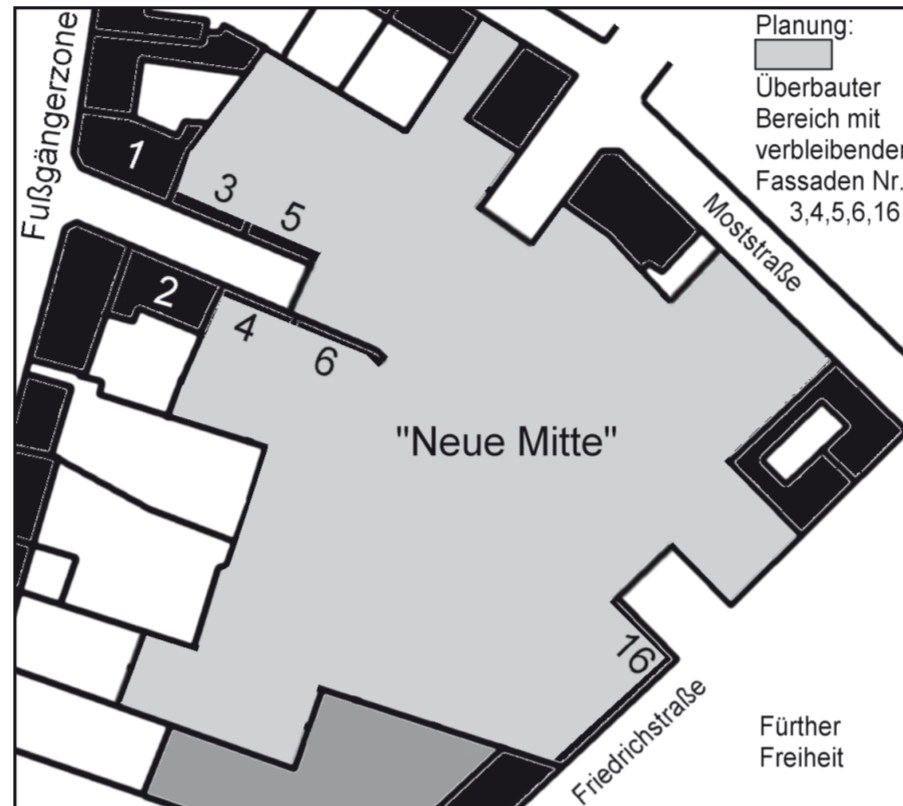 Planung:
Überbauter
Bereich mit
verbleibenden
Fassaden Nr.
3,4,5,6,16
Fußgängerzone
1
3
5
2
4
6
Moststraße
"Neue Mitte"
16
Friedrichstraße
Fürther
Freiheit